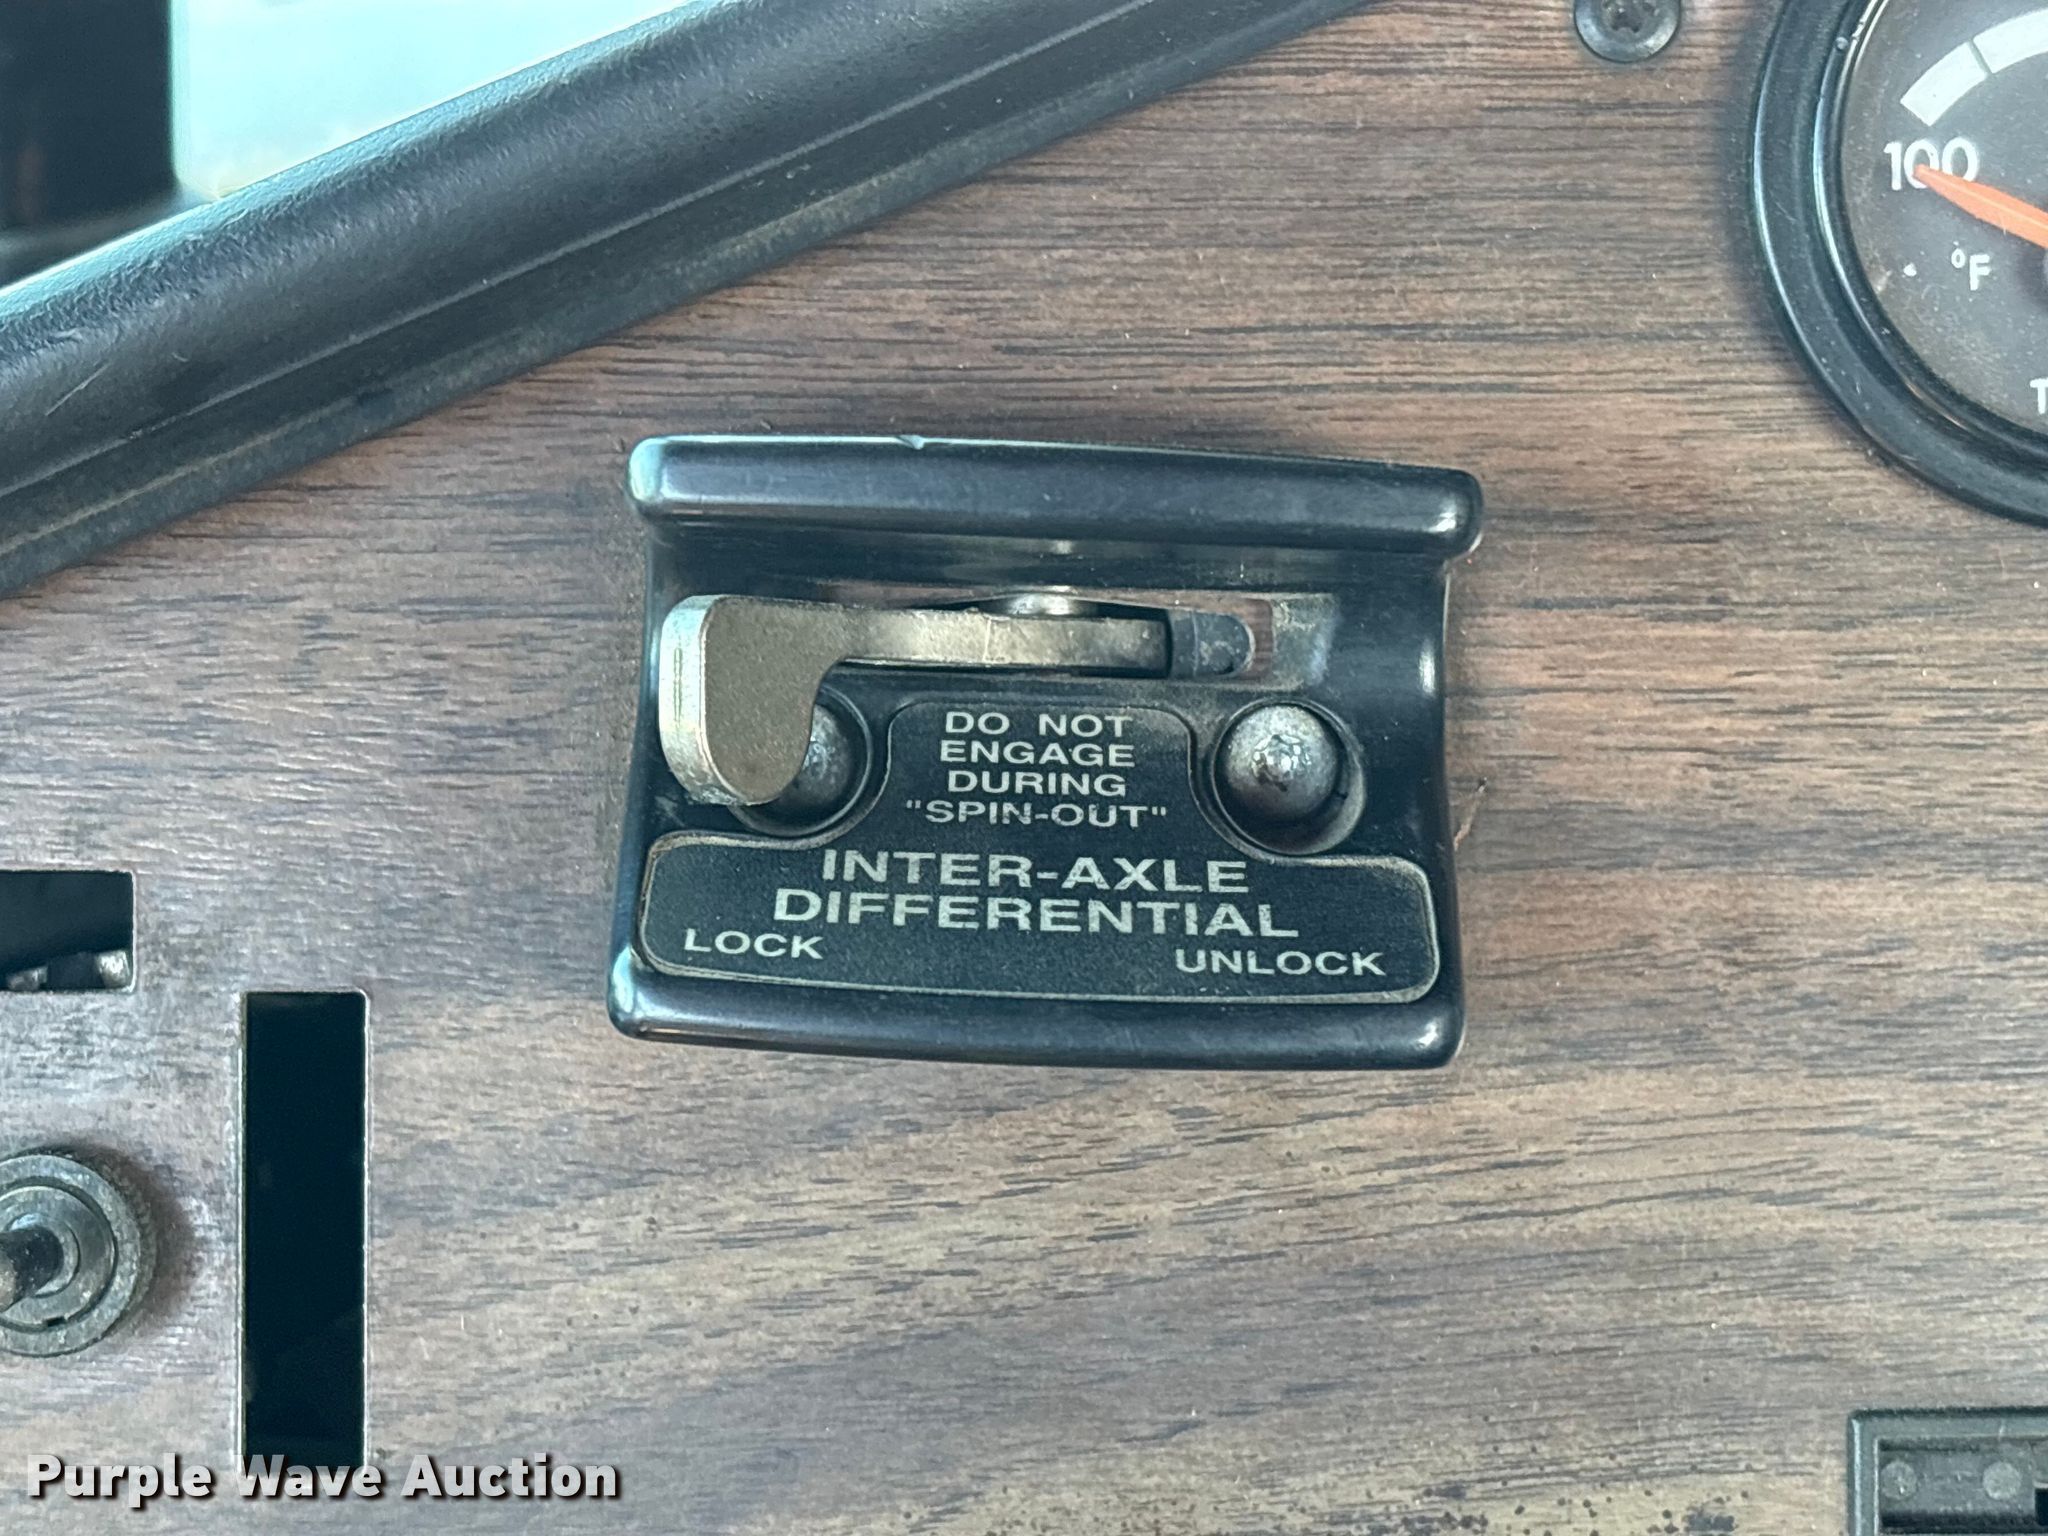 100
°F
DO NOT
ENGAGE
DURING
"SPIN-OUT"
INTER-AXLE
DIFFERENTIAL
LOCK UNLOCK
Purple Wave Auction